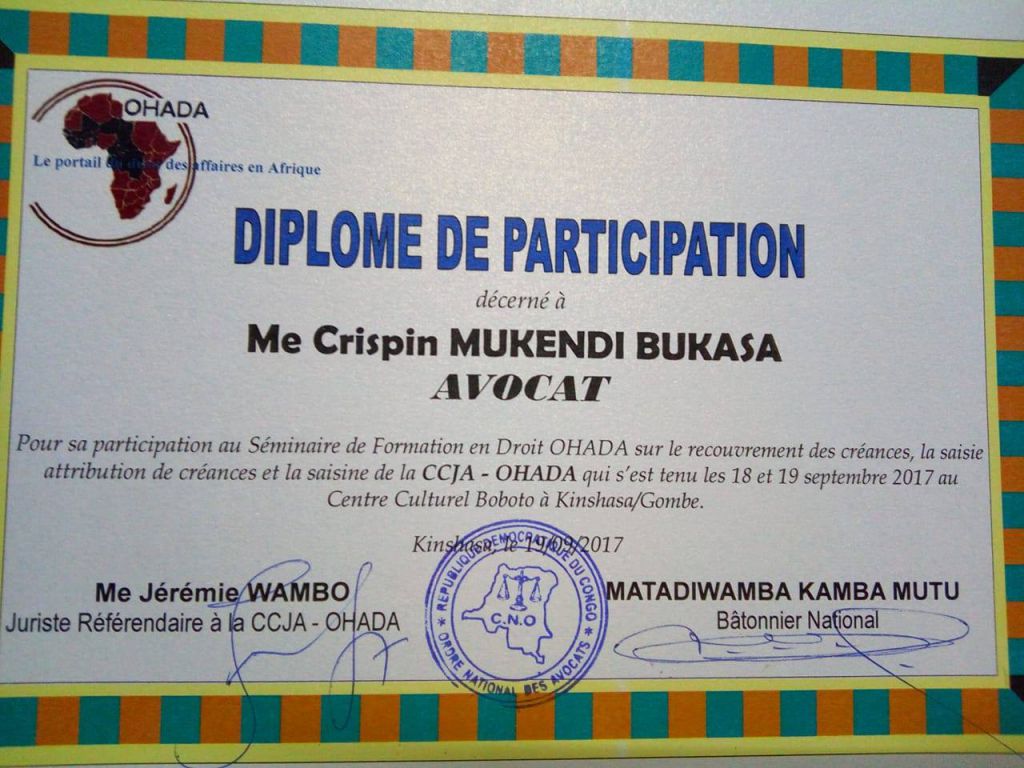 OHADA
Le portail du droit des affaires en Afrique
DIPLOME DE PARTICIPATION
décerné à
Me Crispin MUKENDI BUKASA
AVOCAT
Pour sa participation au Séminaire de Formation en Droit OHADA sur le recouvrement des créances, la saisie
attribution de créances et la saisine de la CCJA - OHADA qui s'est tenu les 18 et 19 septembre 2017 au
Centre Culturel Boboto à Kinshasa/Gombe.
Kinshasa, le 19/09/2017
Me Jérémie WAMBO
Juriste Référendaire à la CCJA - OHADA
REPUBLIQUE DEMOCRATIQUE DU CONGO
C.N.O
* ORDRE NATIONAL DES AVOCATS *
MATADIWAMBA KAMBA MUTU
Bâtonnier National